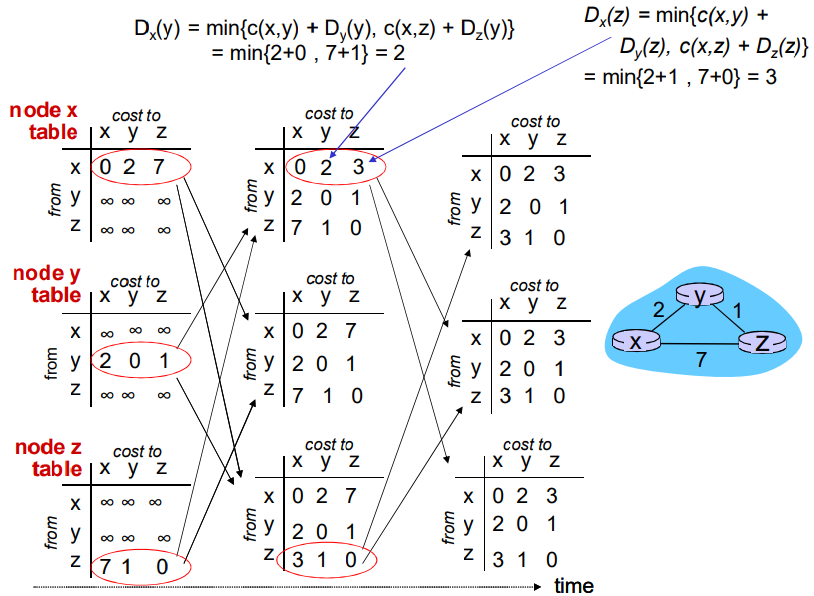 Dx(y) = min{c(x,y) + Dy(y), c(x,z) + Dz(y)}
= min{2+0 , 7+1} = 2
Dx(z) = min{c(x,y) +
Dy(z), c(x,z) + Dz(z)}
= min{2+1 , 7+0} = 3
node x
table
cost to
x y z
from
x 0 2 7
y ∞ ∞ ∞
z ∞ ∞ ∞
cost to
x y z
from
x 0 2 3
y 2 0 1
z 7 1 0
cost to
x y z
from
x 0 2 3
y 2 0 1
z 3 1 0
node y
table
cost to
x y z
from
x ∞ ∞ ∞
y 2 0 1
z ∞ ∞ ∞
cost to
x y z
from
x 0 2 7
y 2 0 1
z 7 1 0
cost to
x y z
from
x 0 2 3
y 2 0 1
z 3 1 0
y
2 1
x z
7
node z
table
cost to
x y z
from
x ∞ ∞ ∞
y ∞ ∞ ∞
z 7 1 0
cost to
x y z
from
x 0 2 7
y 2 0 1
z 3 1 0
cost to
x y z
from
x 0 2 3
y 2 0 1
z 3 1 0
time